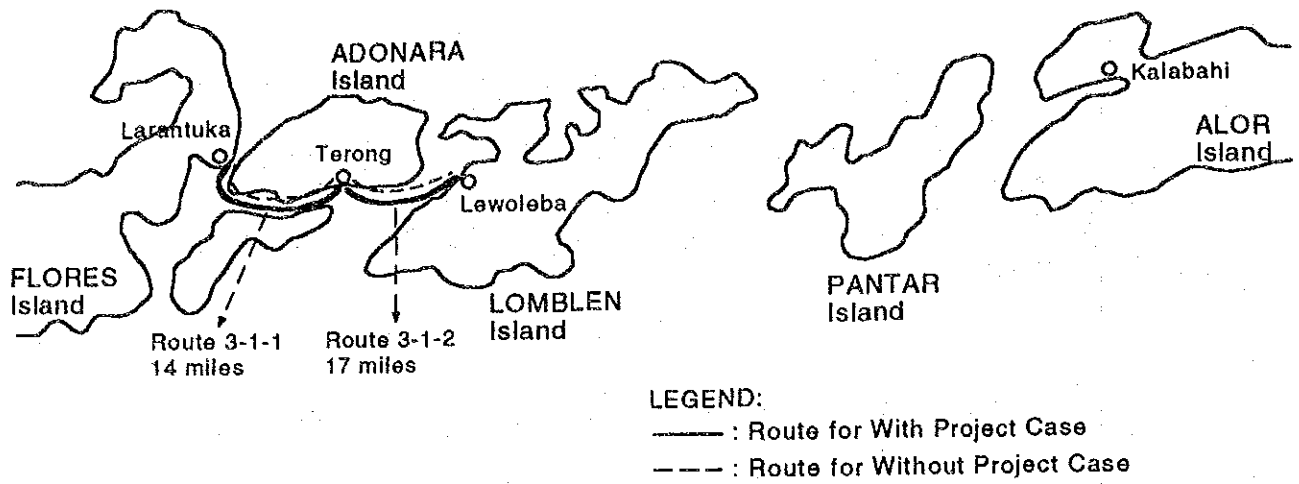 ADONARA
Island
Kalabahi
Larantuka
Terong
ALOR
Island
Lewoleba
FLORES
Island
LOMBLEN
Island
PANTAR
Island
Route 3-1-1
14 miles
Route 3-1-2
17 miles
LEGEND:
: Route for With Project Case
: Route for Without Project Case